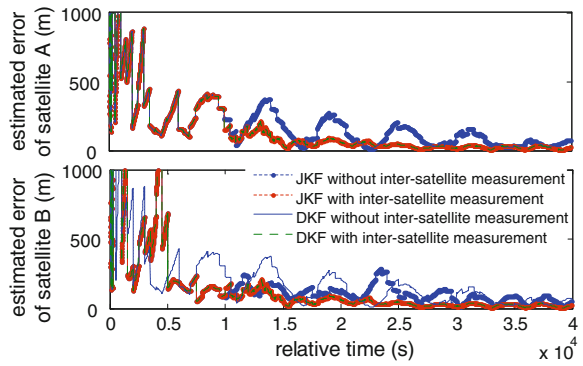 estimated error
of satellite A (m)
1000
500
0
estimated error
of satellite B (m)
1000
500
0
JKF without inter-satellite measurement
JKF with inter-satellite measurement
DKF without inter-satellite measurement
DKF with inter-satellite measurement
0 0.5 1 1.5 2 2.5 3 3.5 4
relative time (s)
x 10^4